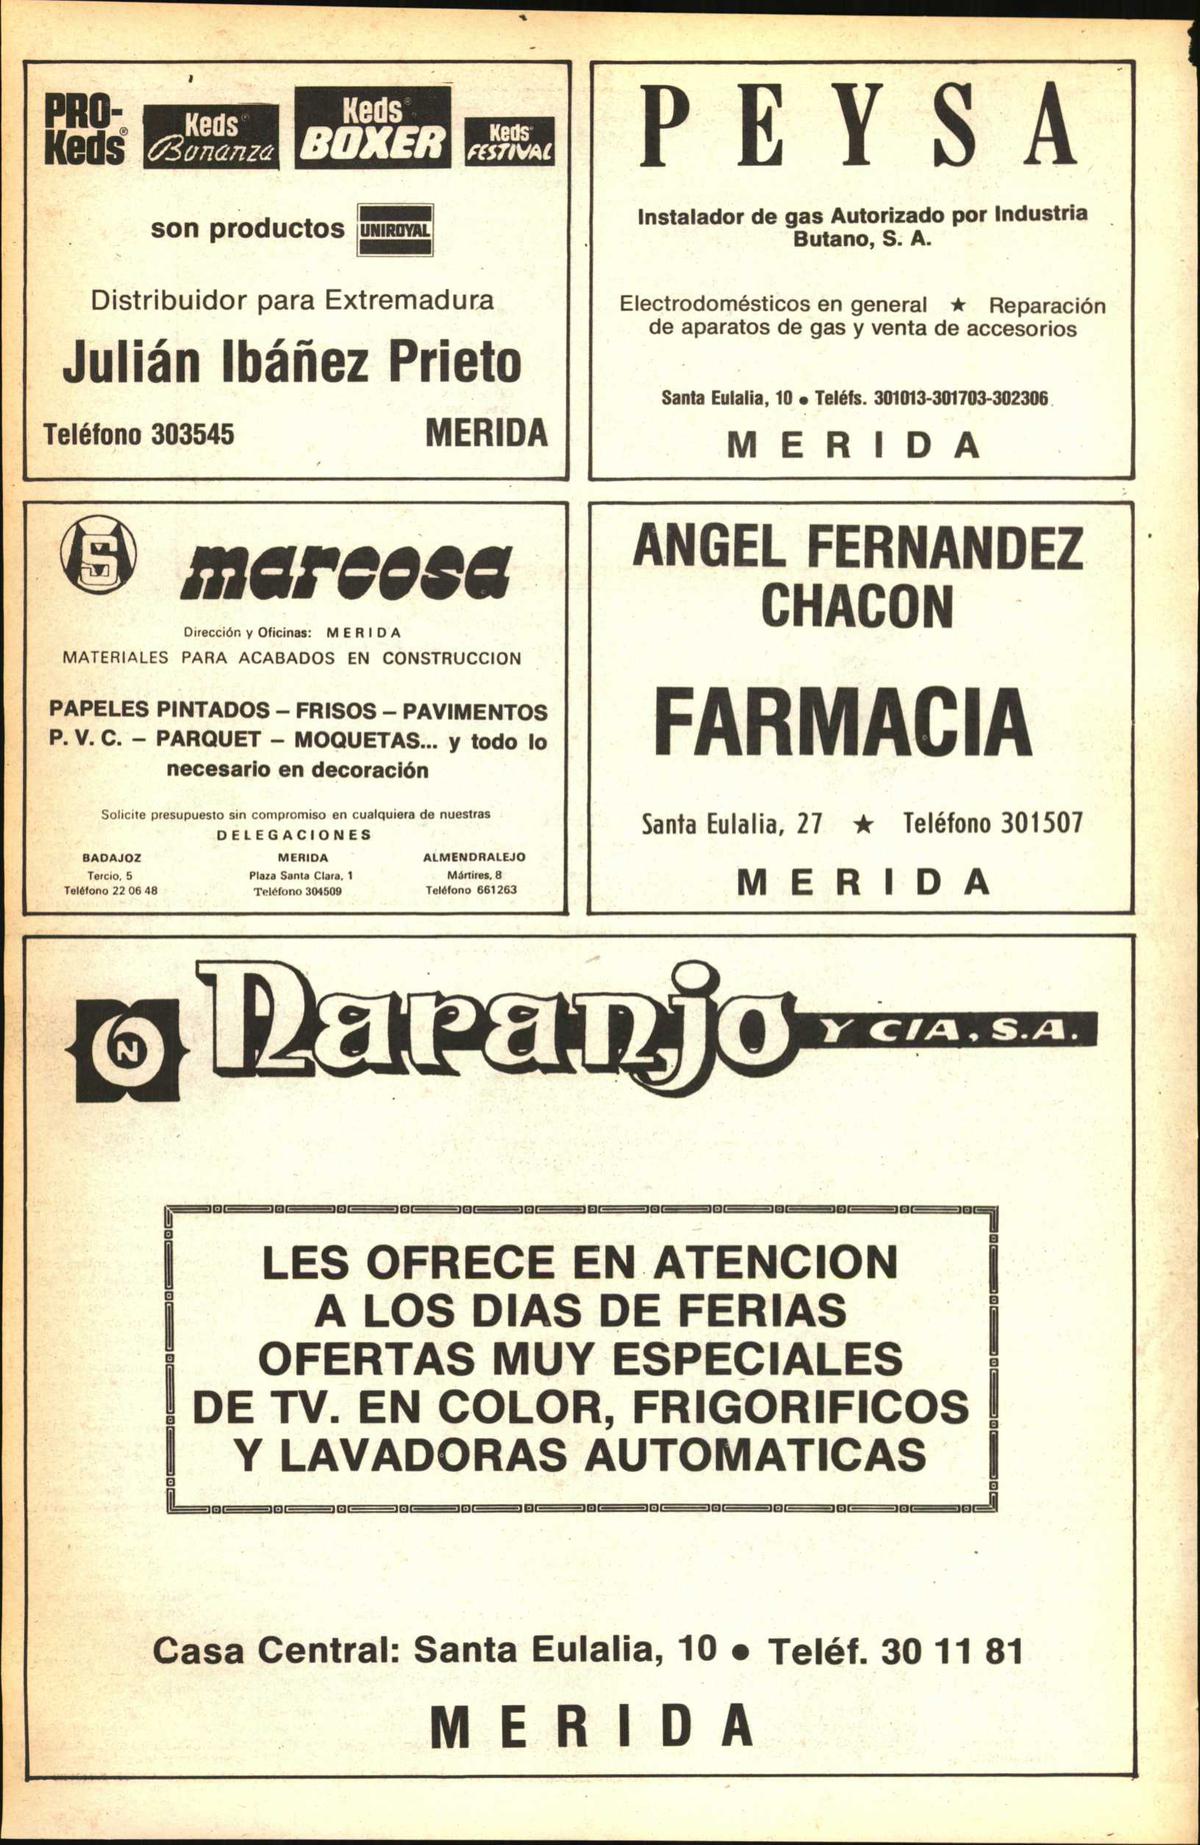 PRO-
Keds®
Keds®
Bonanza
Keds®
BOXER
Keds
FESTIVAL
son productos UNIROYAL
Distribuidor para Extremadura
Julián Ibáñez Prieto
Teléfono 303545 MERIDA
PEYSA
Instalador de gas Autorizado por Industria
Butano, S. A.
Electrodomésticos en general ★ Reparación
de aparatos de gas y venta de accesorios
Santa Eulalia, 10 ● Teléfs. 301013-301703-302306
MERIDA
S
marcosa
Dirección y Oficinas: MERIDA
MATERIALES PARA ACABADOS EN CONSTRUCCION
PAPELES PINTADOS – FRISOS – PAVIMENTOS
P. V. C. – PARQUET – MOQUETAS... y todo lo
necesario en decoración
Solicite presupuesto sin compromiso en cualquiera de nuestras
DELEGACIONES
BADAJOZ
Tercio, 5
Teléfono 22 06 48
MERIDA
Plaza Santa Clara, 1
Teléfono 304509
ALMENDRALEJO
Mártires, 8
Teléfono 661263
ANGEL FERNANDEZ
CHACON
FARMACIA
Santa Eulalia, 27 ★ Teléfono 301507
MERIDA
N
Naranjo Y CIA, S.A.
LES OFRECE EN ATENCION
A LOS DIAS DE FERIAS
OFERTAS MUY ESPECIALES
DE TV. EN COLOR, FRIGORIFICOS
Y LAVADORAS AUTOMATICAS
Casa Central: Santa Eulalia, 10 ● Teléf. 30 11 81
MERIDA